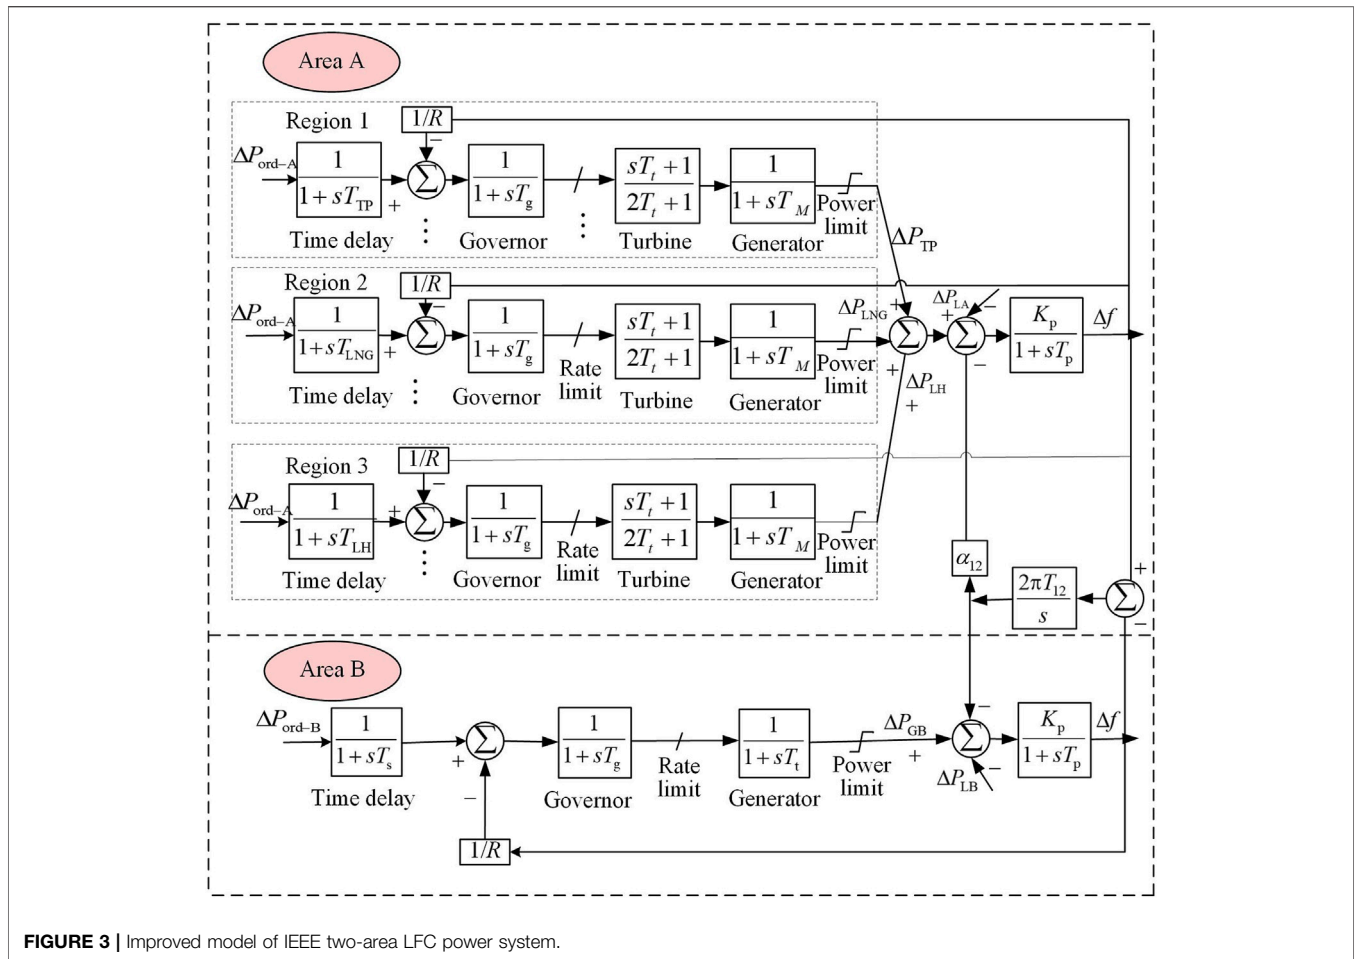 Area A
Region 1
1/R
−
ΔP_ord–A
1
1 + sT_TP
+
Σ
1
1 + sT_g
sT_t + 1
2T_t + 1
1
1 + sT_M
Power
limit
Time delay
⋮
Governor
⋮
Turbine
Generator
ΔP_TP
Region 2
1/R
−
ΔP_ord–A
1
1+sT_LNG
+
Σ
1
1 + sT_g
Rate
limit
sT_t + 1
2T_t + 1
1
1 + sT_M
ΔP_LNG
+
Power
limit
Time delay
⋮
Governor
Turbine
Generator
Σ
+
ΔP_LH
+
ΔP_LA
+
−
Σ
−
K_p
1 + sT_p
Δf
Region 3
1/R
−
ΔP_ord–A
1
1 + sT_LH
+
Σ
1
1 + sT_g
Rate
limit
sT_t + 1
2T_t + 1
1
1 + sT_M
Power
limit
Time delay
⋮
Governor
Turbine
Generator
α_12
2πT_12
s
+
Σ
−
Area B
ΔP_ord–B
1
1 + sT_s
Time delay
+
Σ
−
1
1 + sT_g
Governor
Rate
limit
1
1 + sT_t
Generator
Power
limit
ΔP_GB
+
−
Σ
−
ΔP_LB
K_p
1 + sT_p
Δf
1/R
FIGURE 3 | Improved model of IEEE two-area LFC power system.